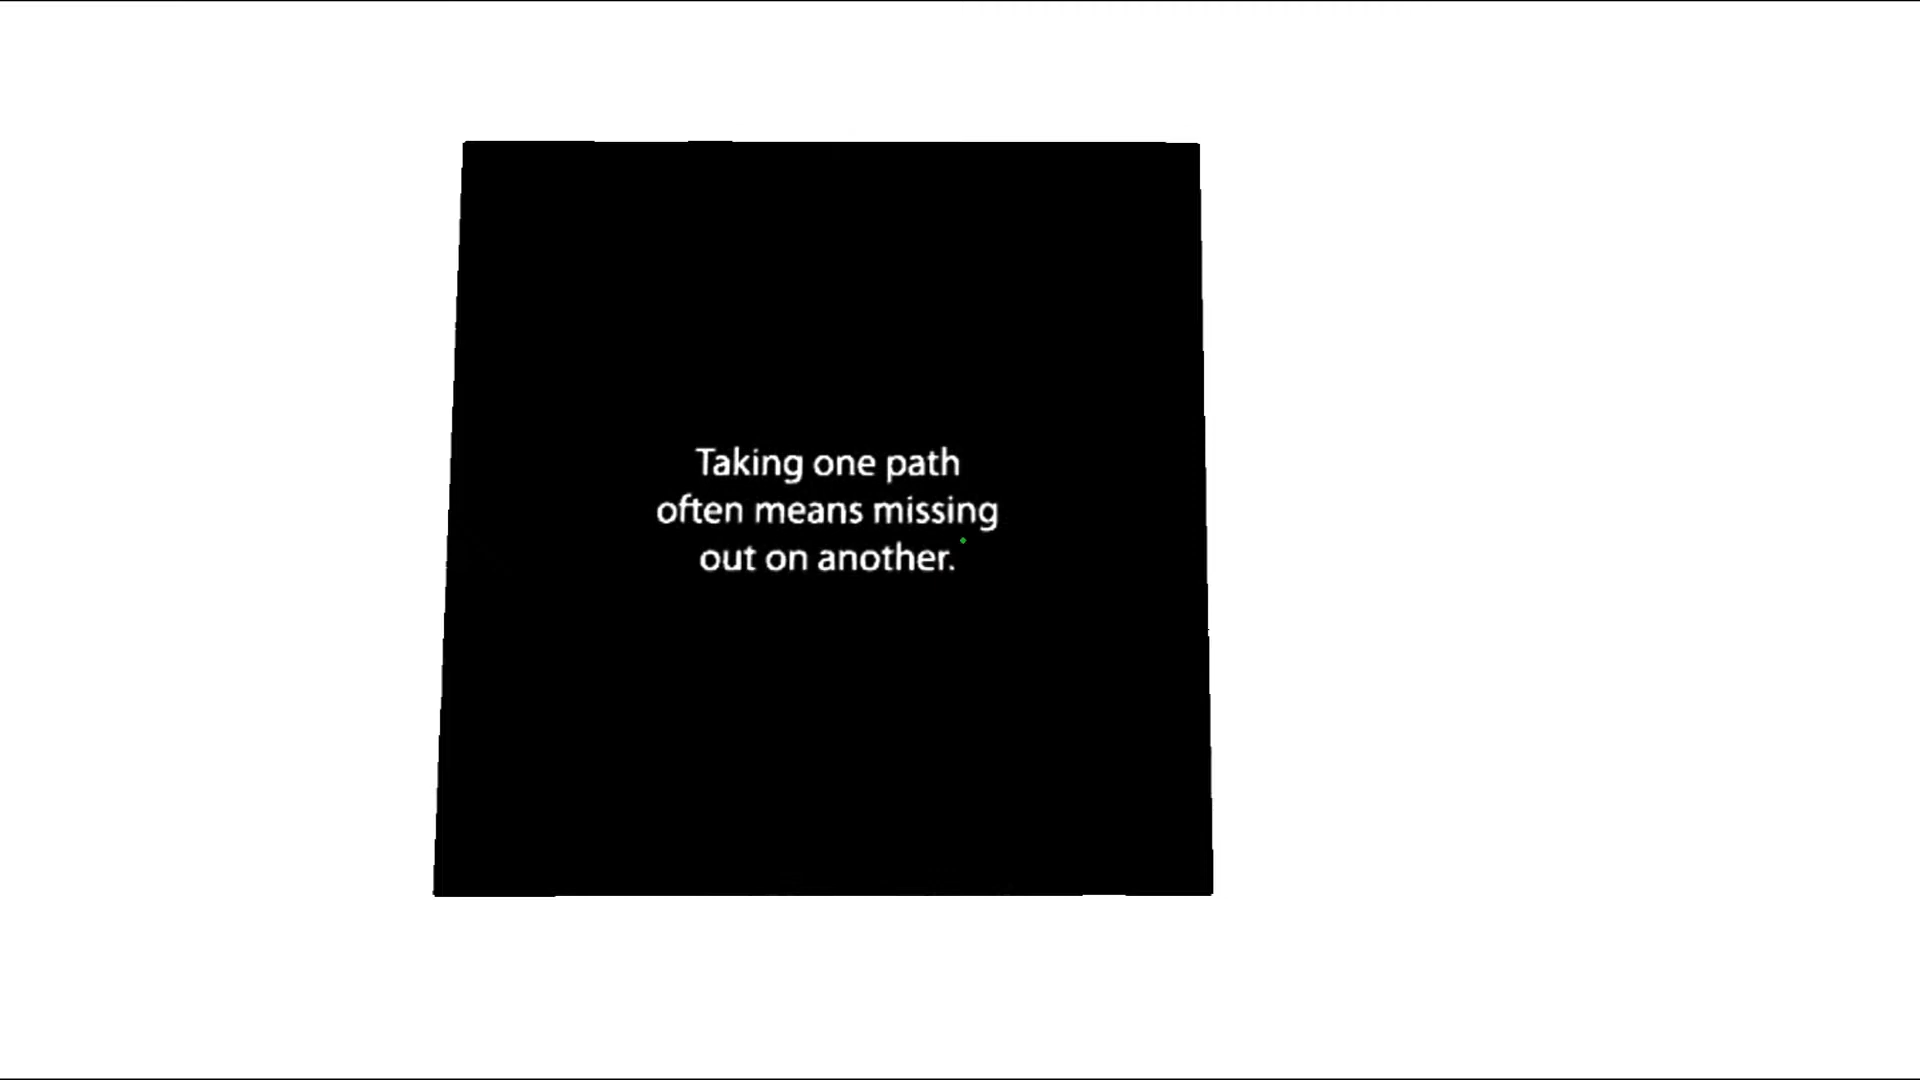 Taking one path
often means missing
out on another.